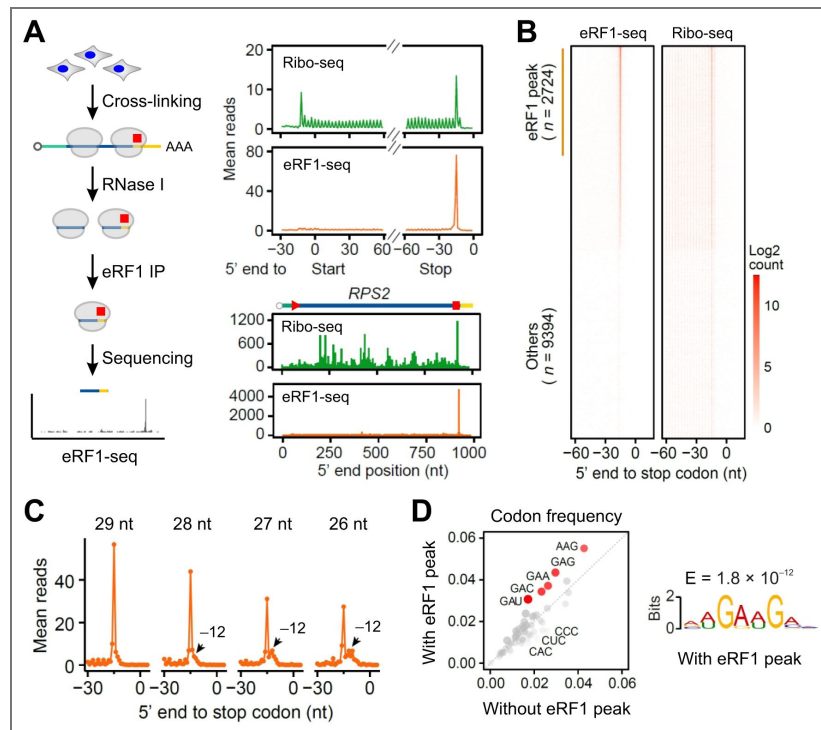 A
Cross-linking
AAA
RNase I
eRF1 IP
Sequencing
eRF1-seq
Mean reads
20
10
0
Ribo-seq
80
40
0
eRF1-seq
−30 0 30 60 −60 −30 0
5' end to Start Stop
RPS2
1200
600
0
Ribo-seq
4000
2000
0
eRF1-seq
0 250 500 750 1000
5' end position (nt)
B
eRF1-seq Ribo-seq
eRF1 peak
( n = 2724)
Others
( n = 9394)
Log2
count
10
5
0
−60 −30 0 −60 −30 0
5' end to stop codon (nt)
C
29 nt 28 nt 27 nt 26 nt
Mean reads
40
20
0
−12 −12 −12
−30 0 −30 0 −30 0 −30 0
5' end to stop codon (nt)
D
Codon frequency
With eRF1 peak
0.06
0.04
0.02
0.00
AAG
GAG
GAA
GAC
GAU
CCC
CUC
CAC
0.00 0.02 0.04 0.06
Without eRF1 peak
E = 1.8 × 10−12
Bits
2
0
AGAAGA
With eRF1 peak